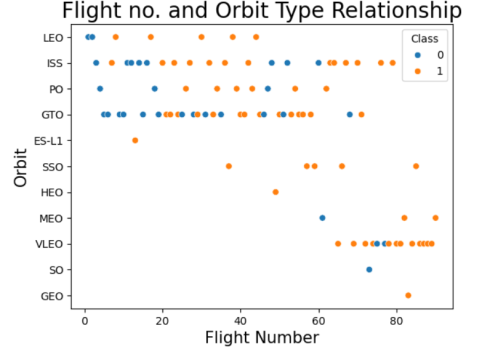 Flight no. and Orbit Type Relationship
Class
0
1
LEO
ISS
PO
GTO
ES-L1
SSO
HEO
MEO
VLEO
SO
GEO
Orbit
0
20
40
60
80
Flight Number